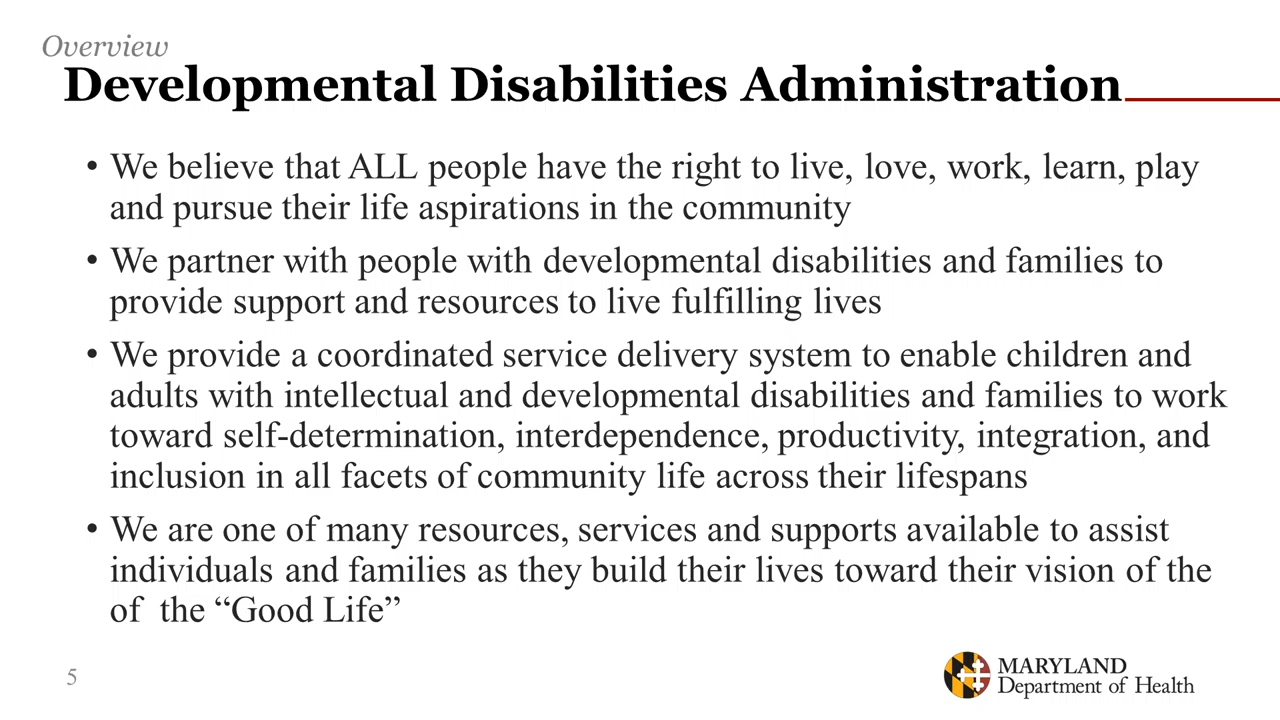 Overview
Developmental Disabilities Administration
• We believe that ALL people have the right to live, love, work, learn, play
and pursue their life aspirations in the community
• We partner with people with developmental disabilities and families to
provide support and resources to live fulfilling lives
• We provide a coordinated service delivery system to enable children and
adults with intellectual and developmental disabilities and families to work
toward self-determination, interdependence, productivity, integration, and
inclusion in all facets of community life across their lifespans
• We are one of many resources, services and supports available to assist
individuals and families as they build their lives toward their vision of the
of the “Good Life”
5
MARYLAND
Department of Health